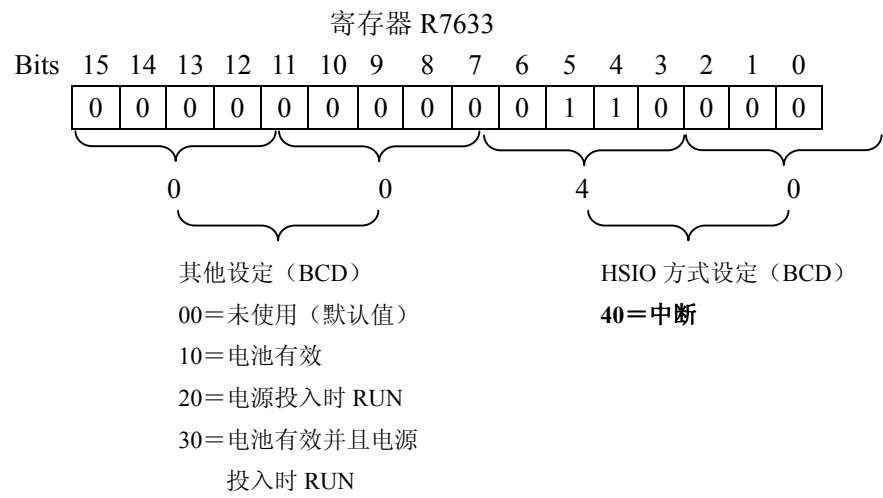 寄存器 R7633
Bits 15 14 13 12 11 10 9 8 7 6 5 4 3 2 1 0
0 0 0 0 0 0 0 0 0 0 1 1 0 0 0 0
0 0 4 0
其他设定（BCD） HSIO 方式设定（BCD）
00＝未使用（默认值） 40＝中断
10＝电池有效
20＝电源投入时 RUN
30＝电池有效并且电源
投入时 RUN